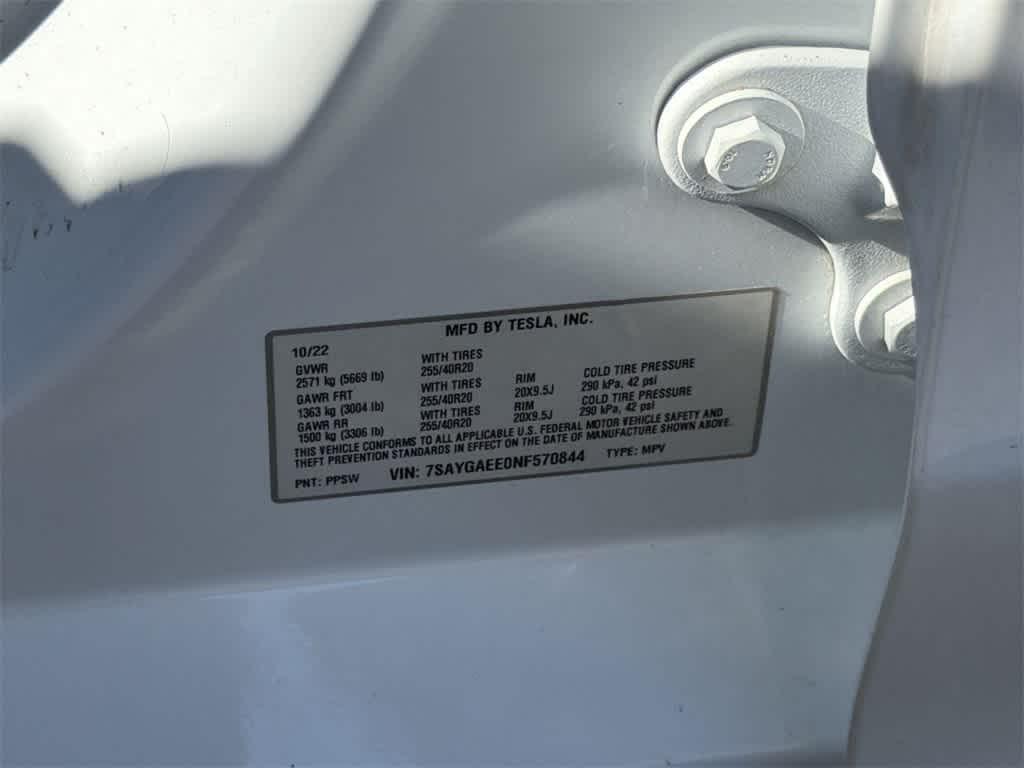 MFD BY TESLA, INC.
10/22
GVWR WITH TIRES
2571 kg (5669 lb) 255/40R20
GAWR FRT WITH TIRES RIM COLD TIRE PRESSURE
1363 kg (3004 lb) 255/40R20 20X9.5J 290 kPa, 42 psi
GAWR RR WITH TIRES RIM COLD TIRE PRESSURE
1500 kg (3306 lb) 255/40R20 20X9.5J 290 kPa, 42 psi
THIS VEHICLE CONFORMS TO ALL APPLICABLE U.S. FEDERAL MOTOR VEHICLE SAFETY AND
THEFT PREVENTION STANDARDS IN EFFECT ON THE DATE OF MANUFACTURE SHOWN ABOVE.
PNT: PPSW VIN: 7SAYGAEE0NF570844 TYPE: MPV